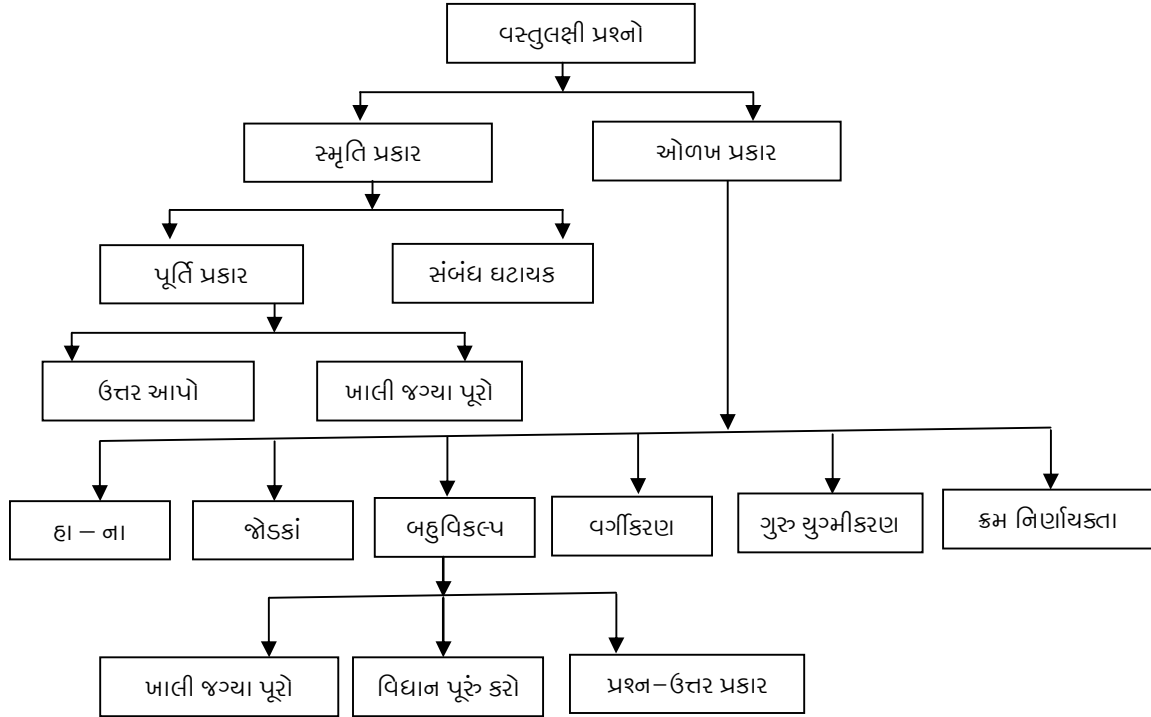 વસ્તુલક્ષી પ્રશ્નો
સ્મૃતિ પ્રકાર
ઓળખ પ્રકાર
પૂર્તિ પ્રકાર
સંબંધ ઘટાયક
ઉત્તર આપો
ખાલી જગ્યા પૂરો
હા – ના
જોડકાં
બહુવિકલ્પ
વર્ગીકરણ
ગુરુ યુગ્મીકરણ
ક્રમ નિર્ણાયક્તા
ખાલી જગ્યા પૂરો
વિધાન પૂરું કરો
પ્રશ્ન–ઉત્તર પ્રકાર